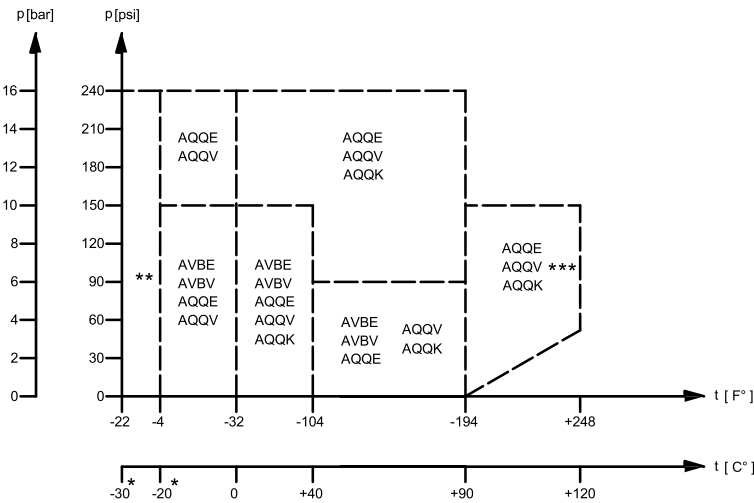 p [bar]
p [psi]
16
240
14
210
AQQE
AQQV
AQQE
AQQV
AQQK
12
180
10
150
8
120
6
90
4
60
2
30
0
0
**
AVBE
AVBV
AQQE
AQQV
AVBE
AVBV
AQQE
AQQV
AQQK
AVBE
AVBV
AQQE
AQQV
AQQK
AQQE
AQQV ***
AQQK
t [ F° ]
-22 -4 -32 -104 -194 +248
t [ C° ]
-30 * -20 * 0 +40 +90 +120